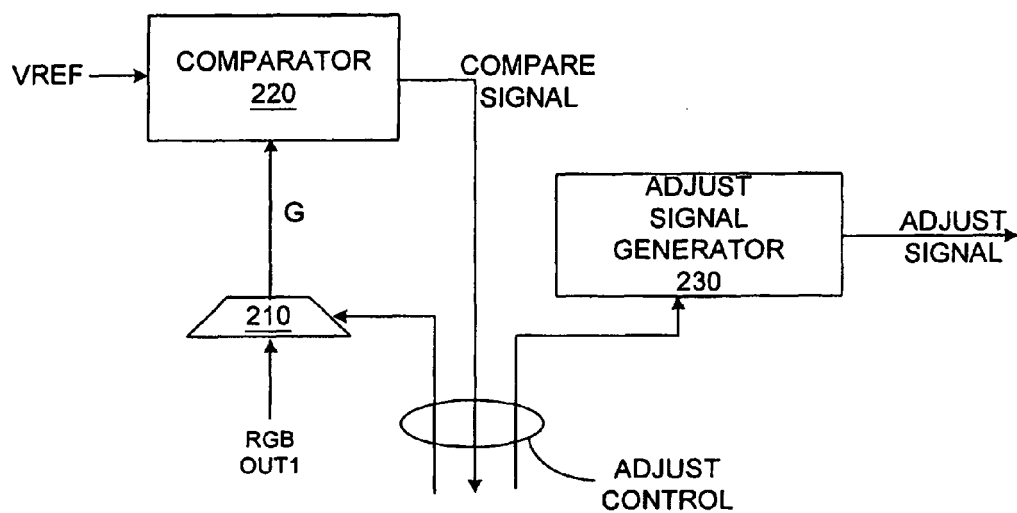 COMPARATOR
220
VREF
COMPARE
SIGNAL
G
ADJUST
SIGNAL
GENERATOR
230
ADJUST
SIGNAL
210
RGB
OUT1
ADJUST
CONTROL